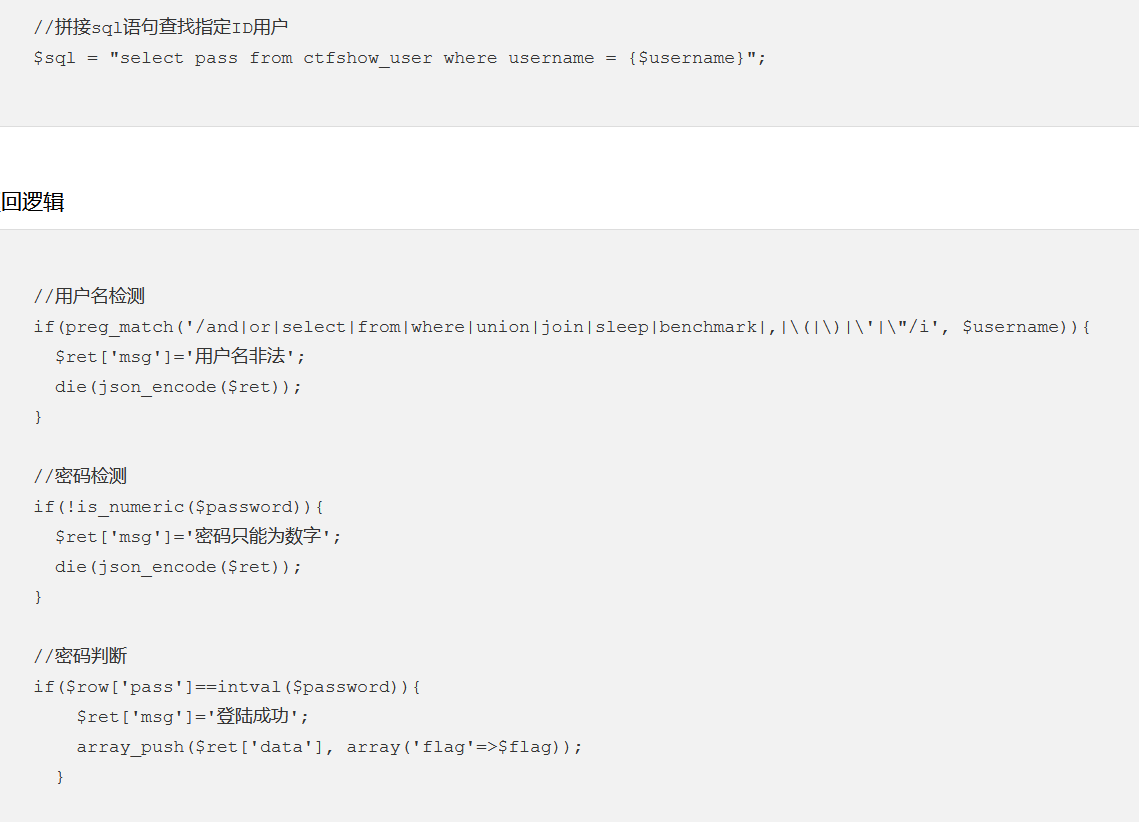 //拼接sql语句查找指定ID用户
$sql = "select pass from ctfshow_user where username = {$username}";
回逻辑
//用户名检测
if(preg_match('/and|or|select|from|where|union|join|sleep|benchmark|,|\(|\)|\'|\"/i', $username)){
  $ret['msg']='用户名非法';
  die(json_encode($ret));
}
//密码检测
if(!is_numeric($password)){
  $ret['msg']='密码只能为数字';
  die(json_encode($ret));
}
//密码判断
if($row['pass']==intval($password)){
    $ret['msg']='登陆成功';
    array_push($ret['data'], array('flag'=>$flag));
  }